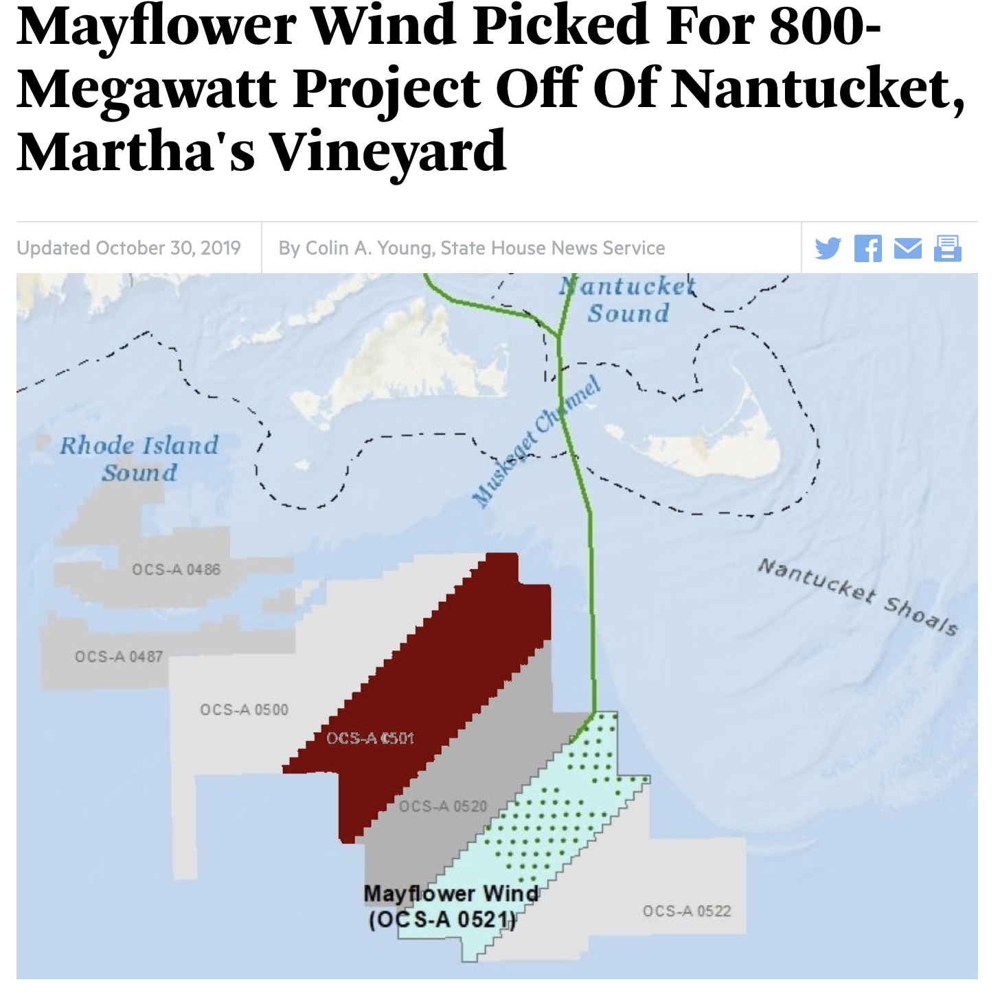 Mayflower Wind Picked For 800-
Megawatt Project Off Of Nantucket,
Martha's Vineyard
Updated October 30, 2019
By Colin A. Young, State House News Service
Nantucket
Sound
Muskeget Channel
Rhode Island
Sound
Nantucket Shoals
OCS-A 0486
OCS-A 0487
OCS-A 0500
OCS-A 0501
OCS-A 0520
Mayflower Wind
(OCS-A 0521)
OCS-A 0522